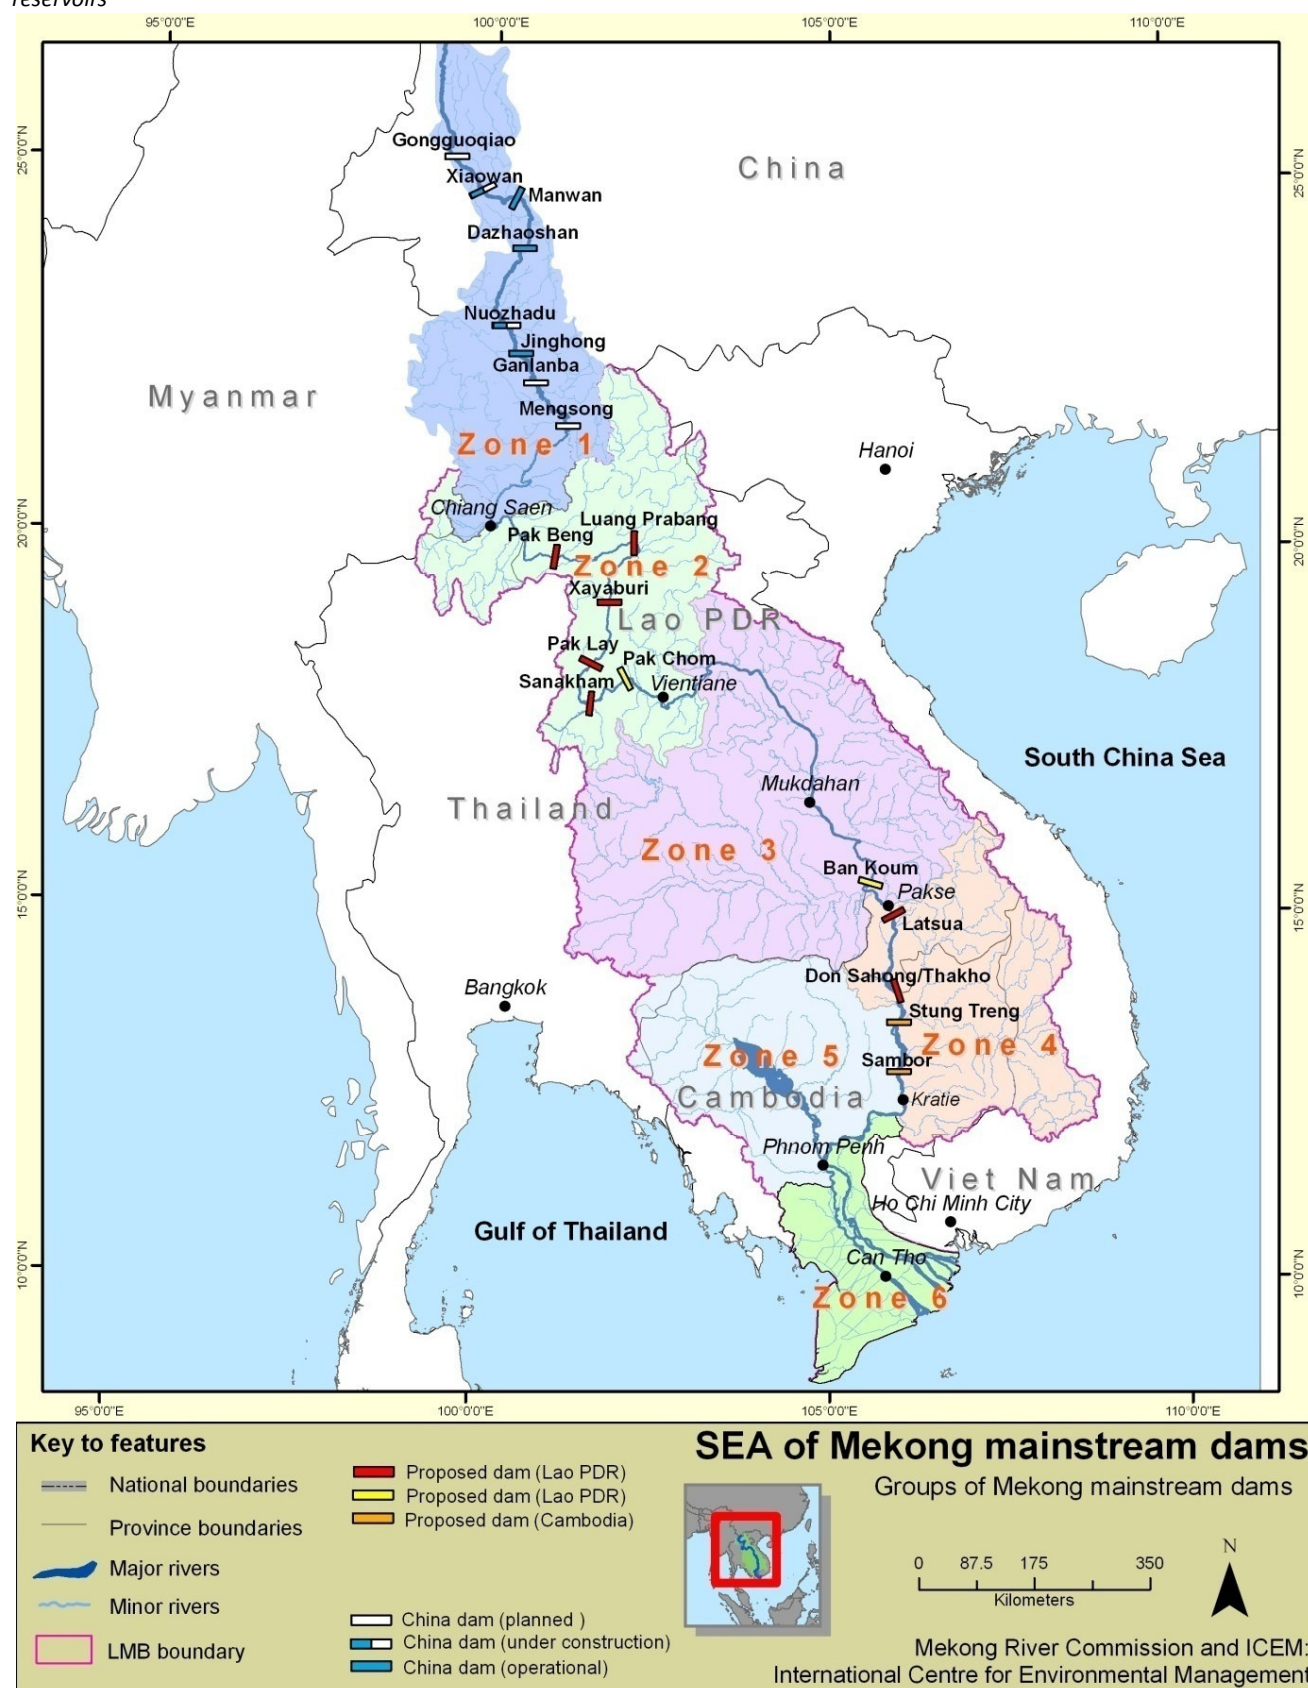 reservoirs
95°0'0"E 100°0'0"E 105°0'0"E 110°0'0"E
25°0'0"N
25°0'0"N
Gongguoqiao
China
Xiaowan
Manwan
Dazhaoshan
Nuozhadu
Jinghong
Ganlanba
Myanmar
Mengsong
Zone 1
Hanoi
Chiang Saen
20°0'0"N
20°0'0"N
Luang Prabang
Pak Beng
Zone 2
Xayaburi
Lao PDR
Pak Lay
Pak Chom
Sanakham
Vientiane
South China Sea
Mukdahan
Thailand
Zone 3
Ban Koum
Pakse
15°0'0"N
15°0'0"N
Latsua
Don Sahong/Thakho
Bangkok
Stung Treng
Zone 4
Zone 5
Sambor
Cambodia
Kratie
Phnom Penh
Viet Nam
Ho Chi Minh City
Gulf of Thailand
Can Tho
10°0'0"N
10°0'0"N
Zone 6
95°0'0"E 100°0'0"E 105°0'0"E 110°0'0"E
Key to features
National boundaries
Province boundaries
Major rivers
Minor rivers
LMB boundary
Proposed dam (Lao PDR)
Proposed dam (Lao PDR)
Proposed dam (Cambodia)
China dam (planned )
China dam (under construction)
China dam (operational)
SEA of Mekong mainstream dams
Groups of Mekong mainstream dams
0 87.5 175 350
Kilometers
N
Mekong River Commission and ICEM:
International Centre for Environmental Management